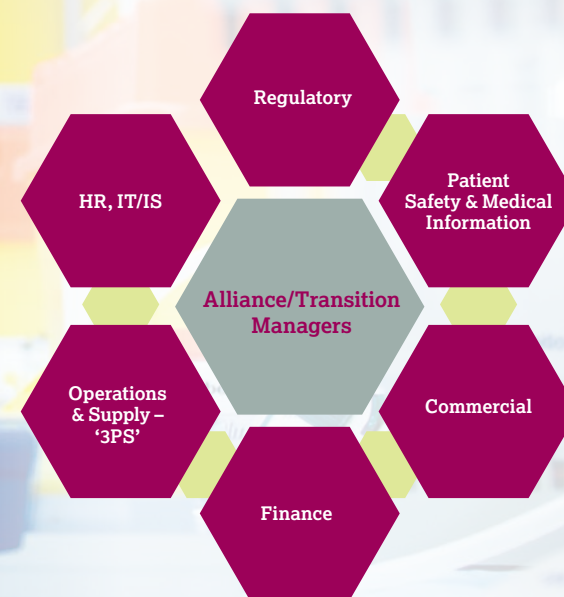 Regulatory
HR, IT/IS
Patient
Safety & Medical
Information
Alliance/Transition
Managers
Operations
& Supply –
‘3PS’
Commercial
Finance